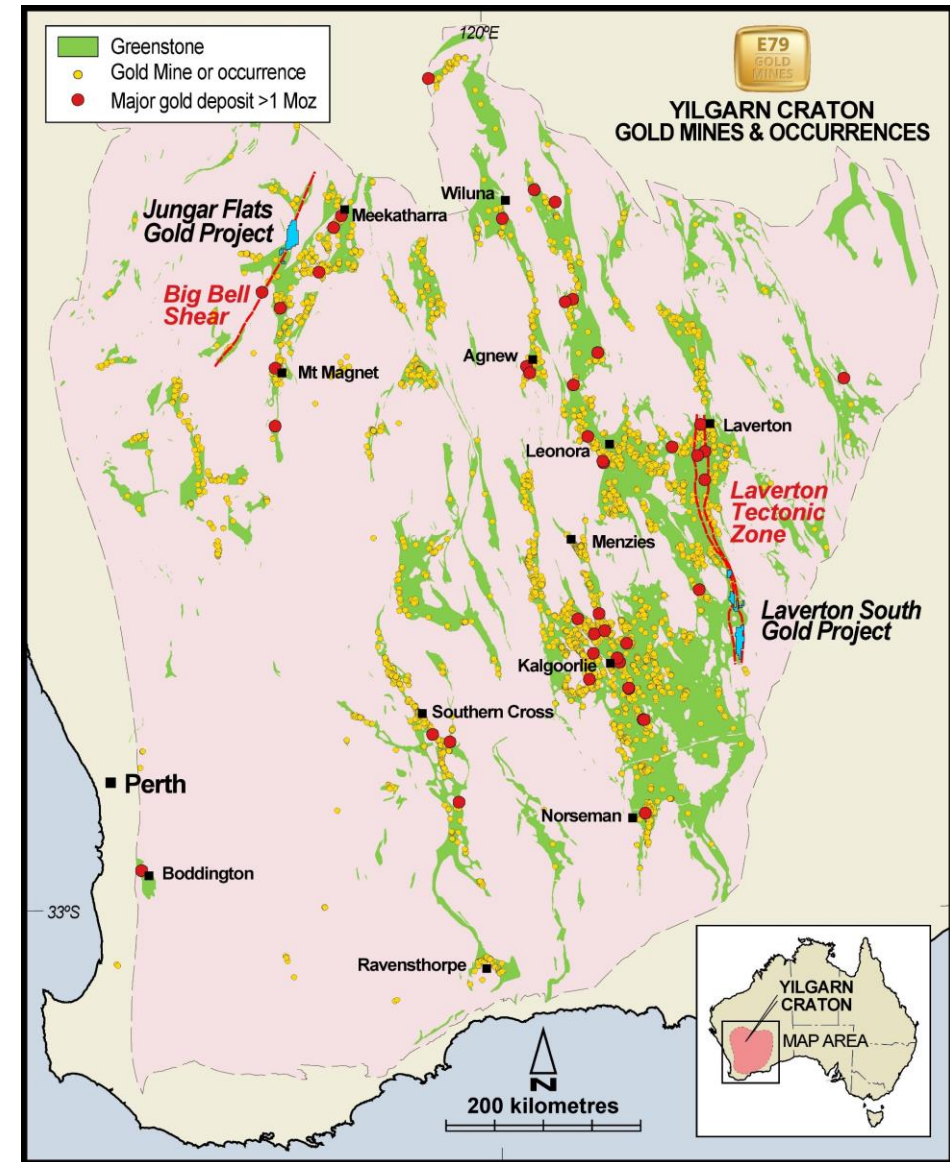 Greenstone
Gold Mine or occurrence
Major gold deposit >1 Moz
120ºE
E79
GOLD
MINES
YILGARN CRATON
GOLD MINES & OCCURRENCES
Wiluna
Jungar Flats
Gold Project
Meekatharra
Big Bell
Shear
Agnew
Mt Magnet
Laverton
Leonora
Laverton
Tectonic
Zone
Menzies
Laverton South
Gold Project
Kalgoorlie
Southern Cross
Perth
Norseman
Boddington
33ºS
Ravensthorpe
YILGARN
CRATON
MAP AREA
N
200 kilometres